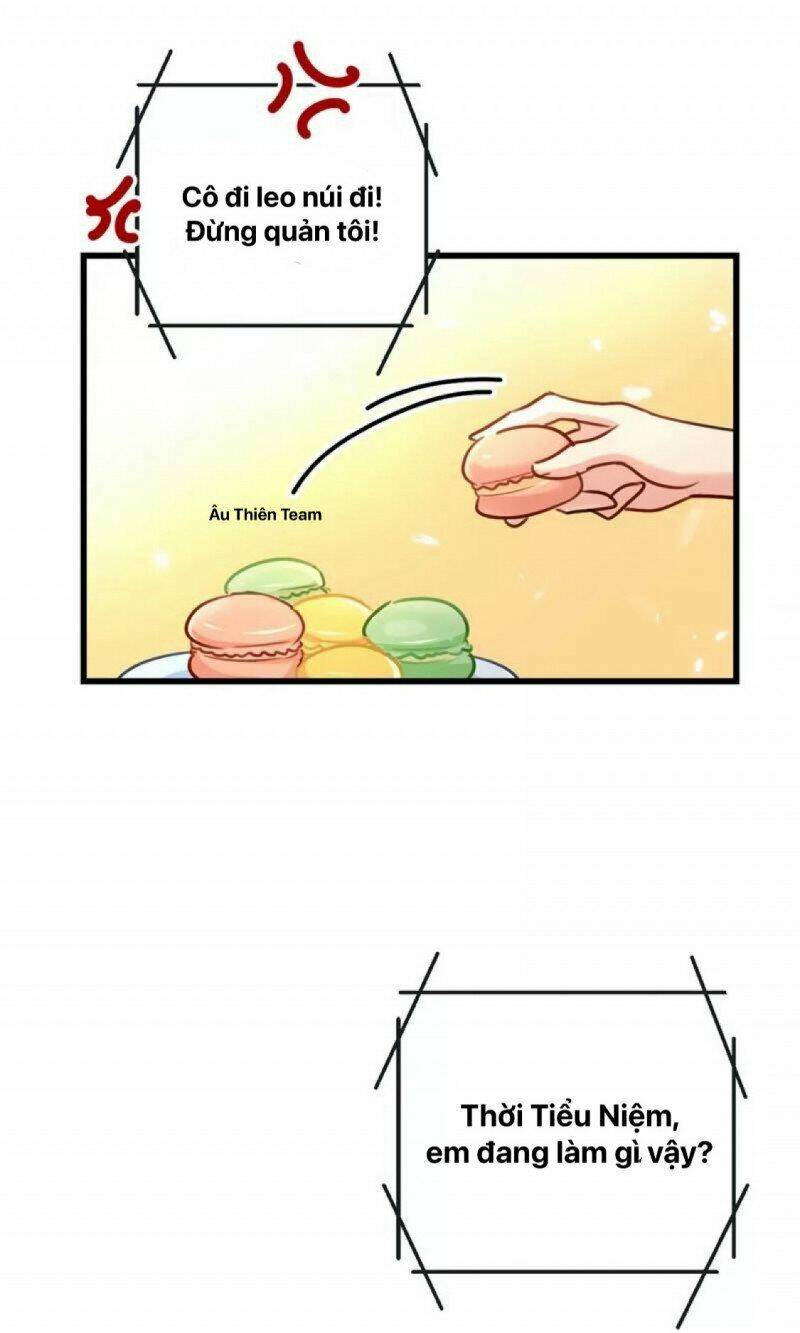 Cô đi leo núi đi!
Đừng quản tôi!
Âu Thiên Team
Thời Tiểu Niệm,
em đang làm gì vậy?